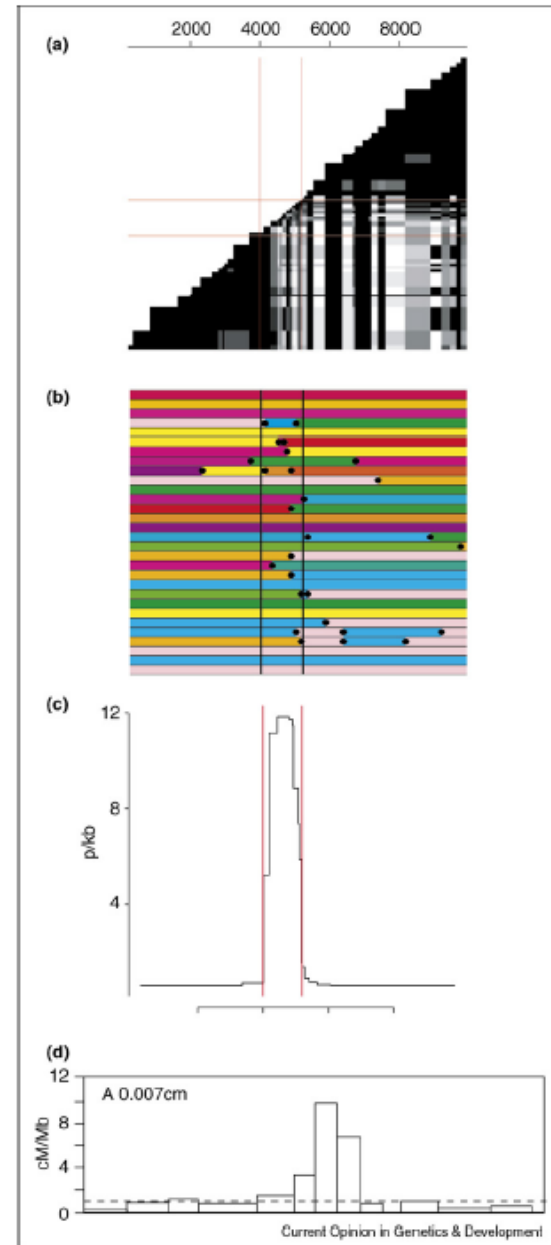 (a)
2000 4000 6000 8000
(b)
(c)
12
8
4
p/kb
(d)
12
8
4
0
cM/Mb
A 0.007cm
Current Opinion in Genetics & Development